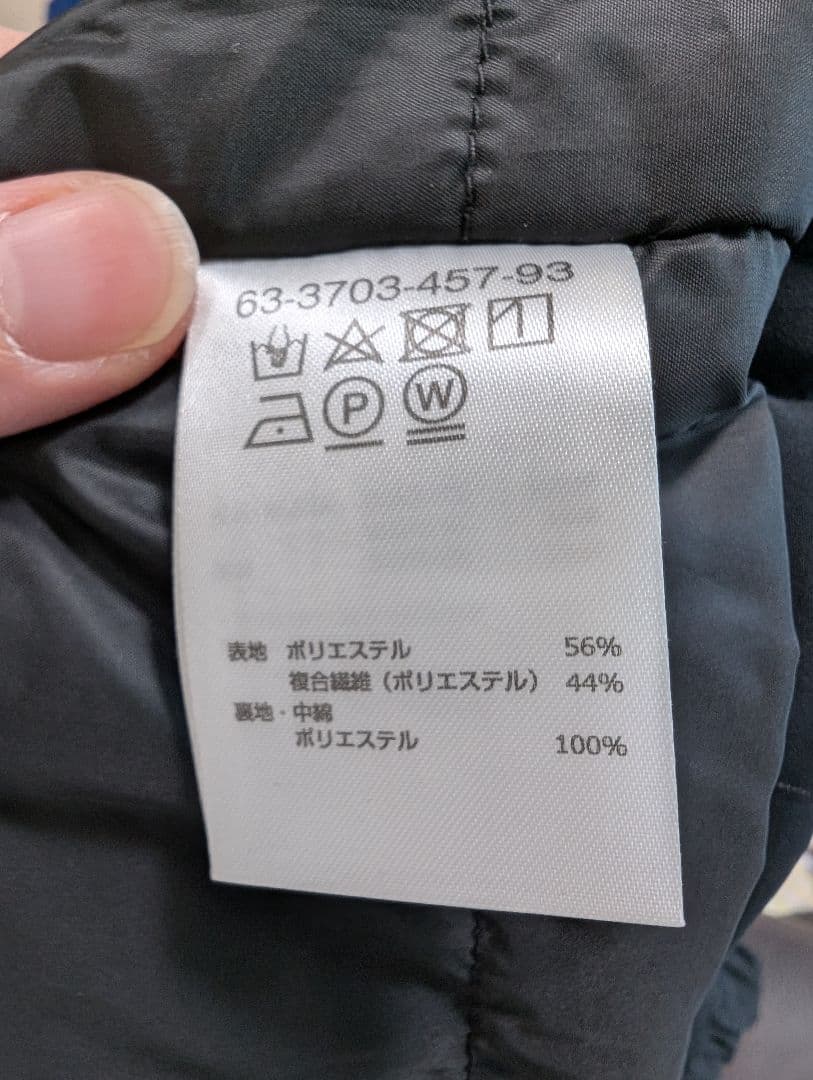 63-3703-457-93
P W
表地 ポリエステル 56%
複合繊維（ポリエステル） 44%
裏地・中綿
ポリエステル 100%